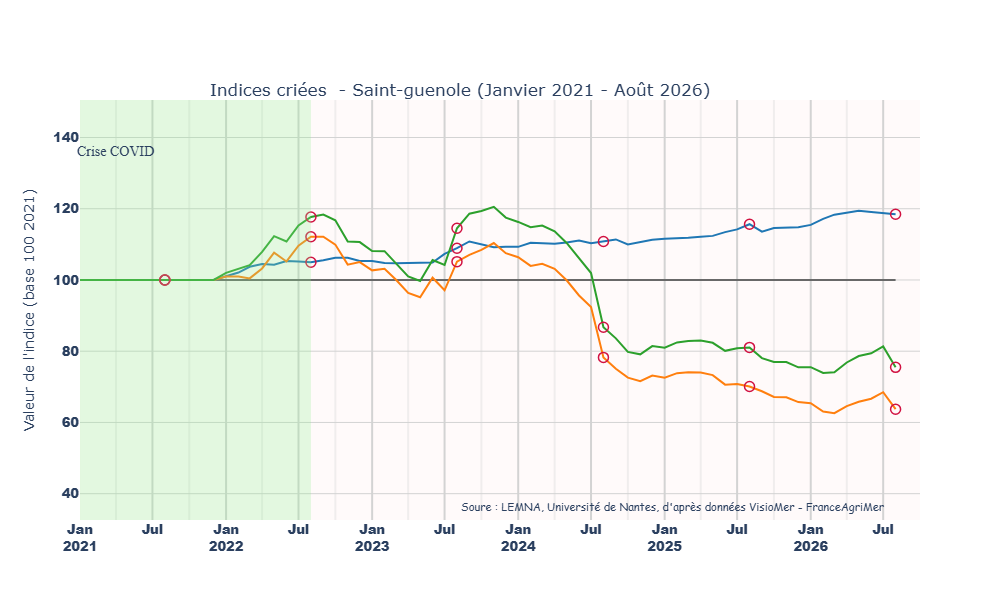 Indices criées - Saint-guenole (Janvier 2021 - Août 2026)
Valeur de l'indice (base 100 2021)
140
Crise COVID
120
100
80
60
40
Soure : LEMNA, Université de Nantes, d'après données VisioMer - FranceAgriMer
Jan Jul Jan Jul Jan Jul Jan Jul Jan Jul Jan Jul
2021 2022 2023 2024 2025 2026